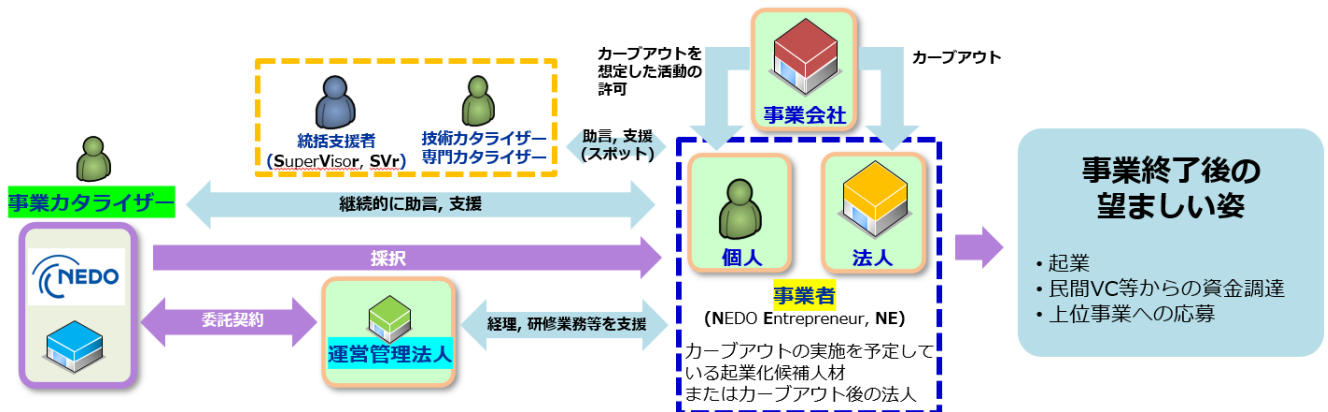 カーブアウトを
想定した活動の
許可
事業会社
カーブアウト
統括支援者
(SuperVisor, SVr)
技術カタライザー
専門カタライザー
助言, 支援
(スポット)
事業カタライザー
継続的に助言, 支援
NEDO
採択
委託契約
運営管理法人
経理, 研修業務等を支援
個人
法人
事業者
(NEDO Entrepreneur, NE)
カーブアウトの実施を予定して
いる起業化候補人材
またはカーブアウト後の法人
事業終了後の
望ましい姿
・起業
・民間VC等からの資金調達
・上位事業への応募